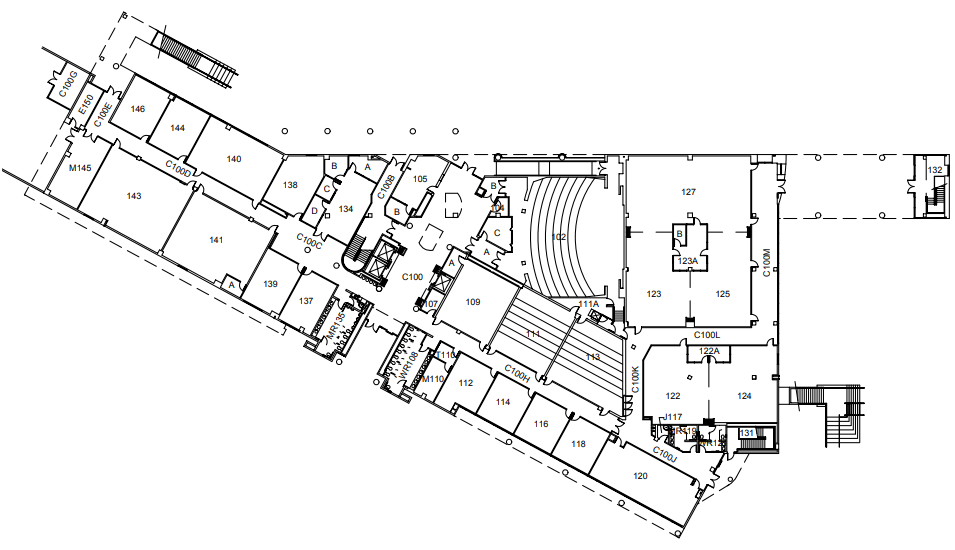 C100G
E150
C100E
146
144
140
M145
143
C100D
138
B
A
C
D
134
C100B
105
B
B
104
C
A
102
127
132
B
123A
C100M
141
A
C100C
139
137
MR135
C100
A
107
109
111A
111
113
123
125
C100L
122A
C100K
122
124
C100H
WR108
T110
M110
112
114
116
118
120
J117
MR119
131
C100J